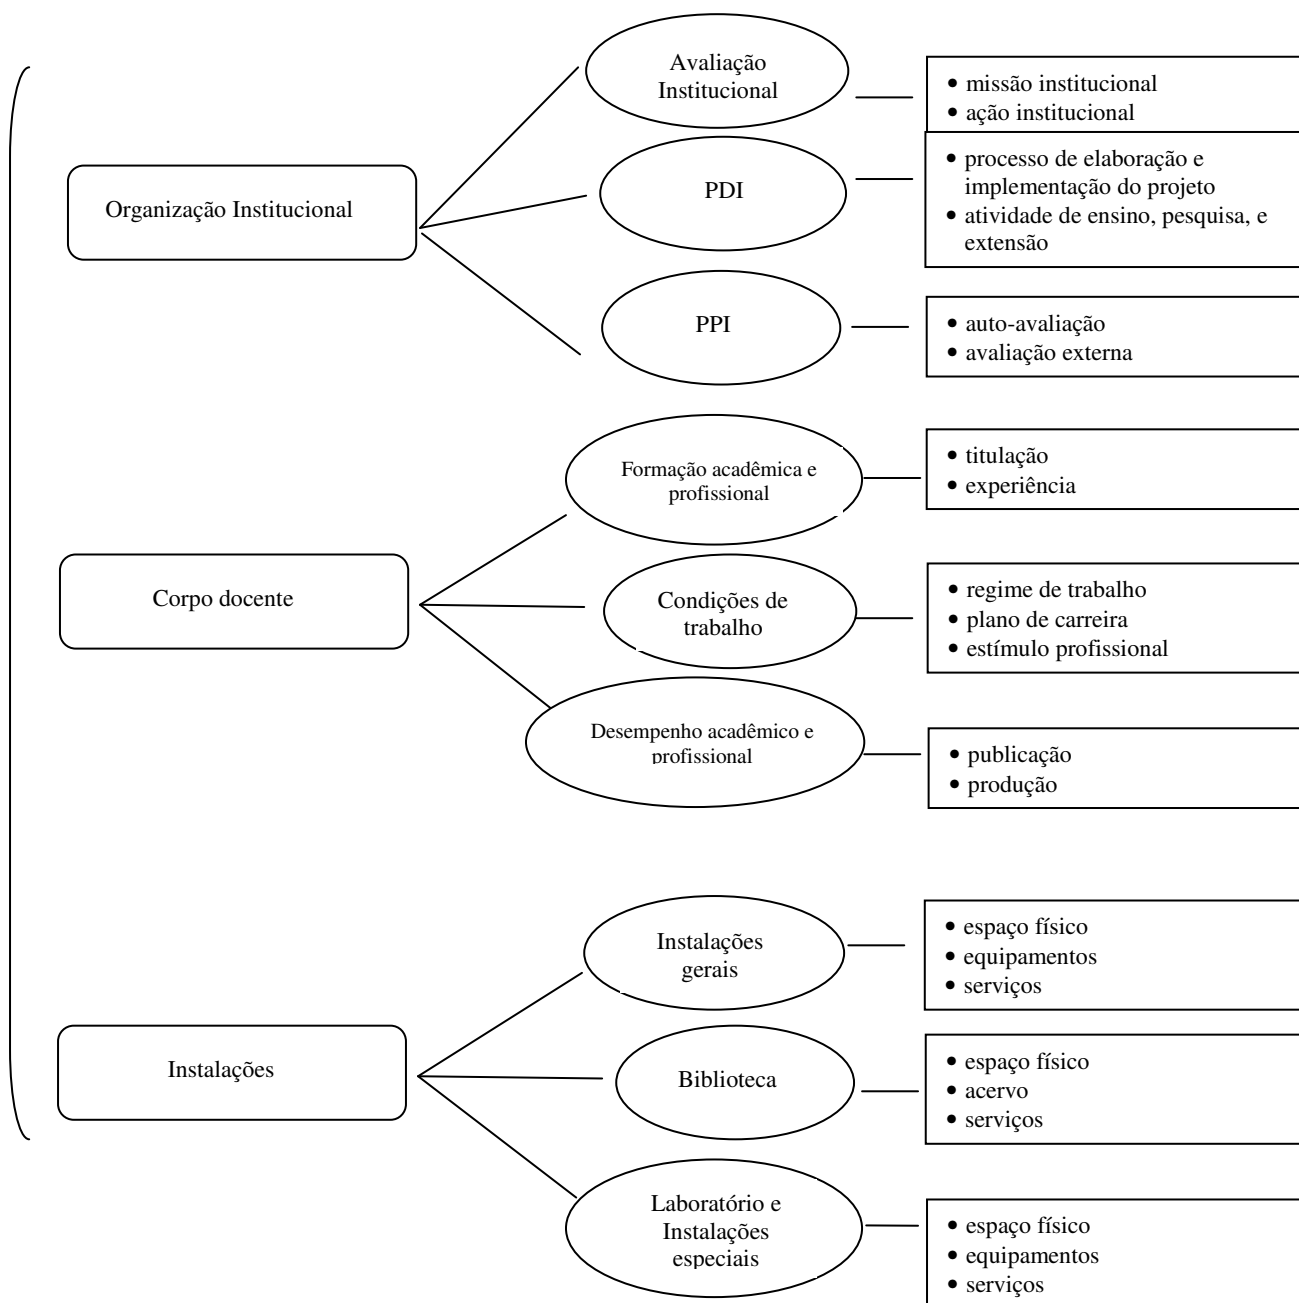 Organização Institucional
Avaliação
Institucional
• missão institucional
• ação institucional
PDI
• processo de elaboração e
implementação do projeto
• atividade de ensino, pesquisa, e
extensão
PPI
• auto-avaliação
• avaliação externa
Corpo docente
Formação acadêmica e
profissional
• titulação
• experiência
Condições de
trabalho
• regime de trabalho
• plano de carreira
• estímulo profissional
Desempenho acadêmico e
profissional
• publicação
• produção
Instalações
Instalações
gerais
• espaço físico
• equipamentos
• serviços
Biblioteca
• espaço físico
• acervo
• serviços
Laboratório e
Instalações
especiais
• espaço físico
• equipamentos
• serviços